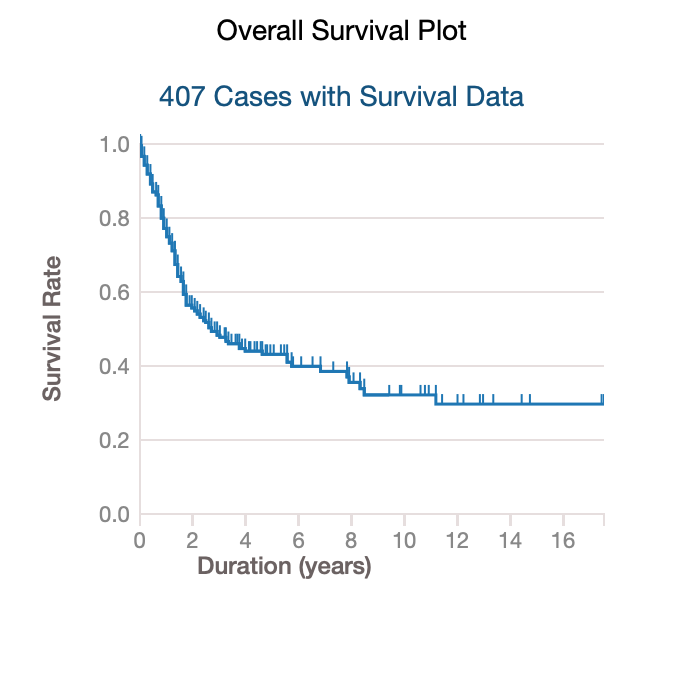 Overall Survival Plot
407 Cases with Survival Data
1.0
0.8
0.6
0.4
0.2
0.0
Survival Rate
0 2 4 6 8 10 12 14 16
Duration (years)